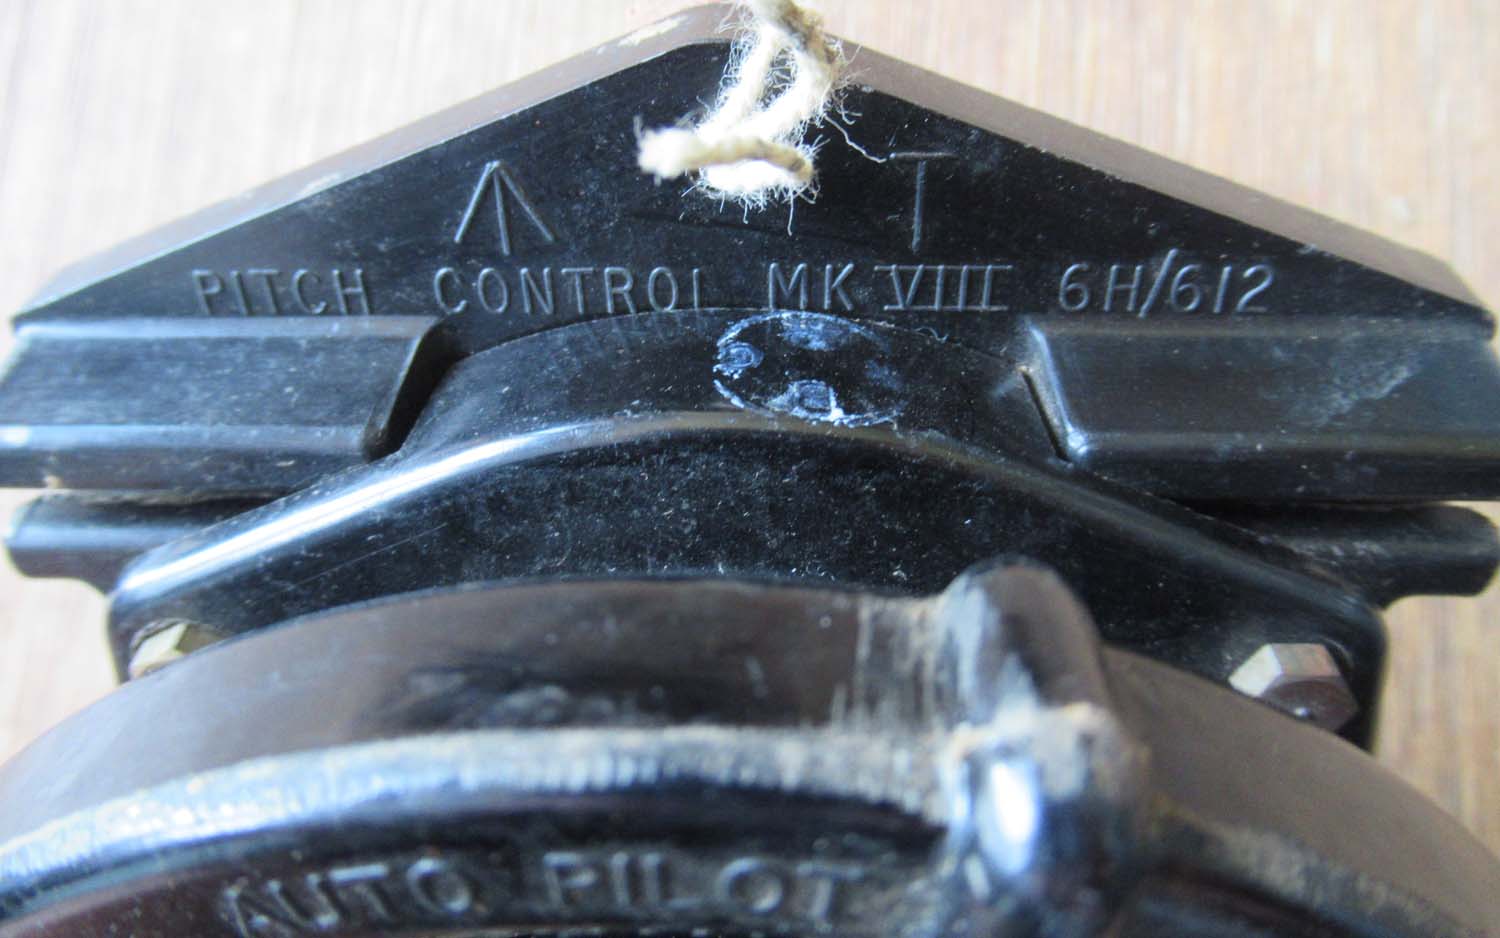 T
PITCH CONTROL MK VIII 6H/612
AUTO PILOT